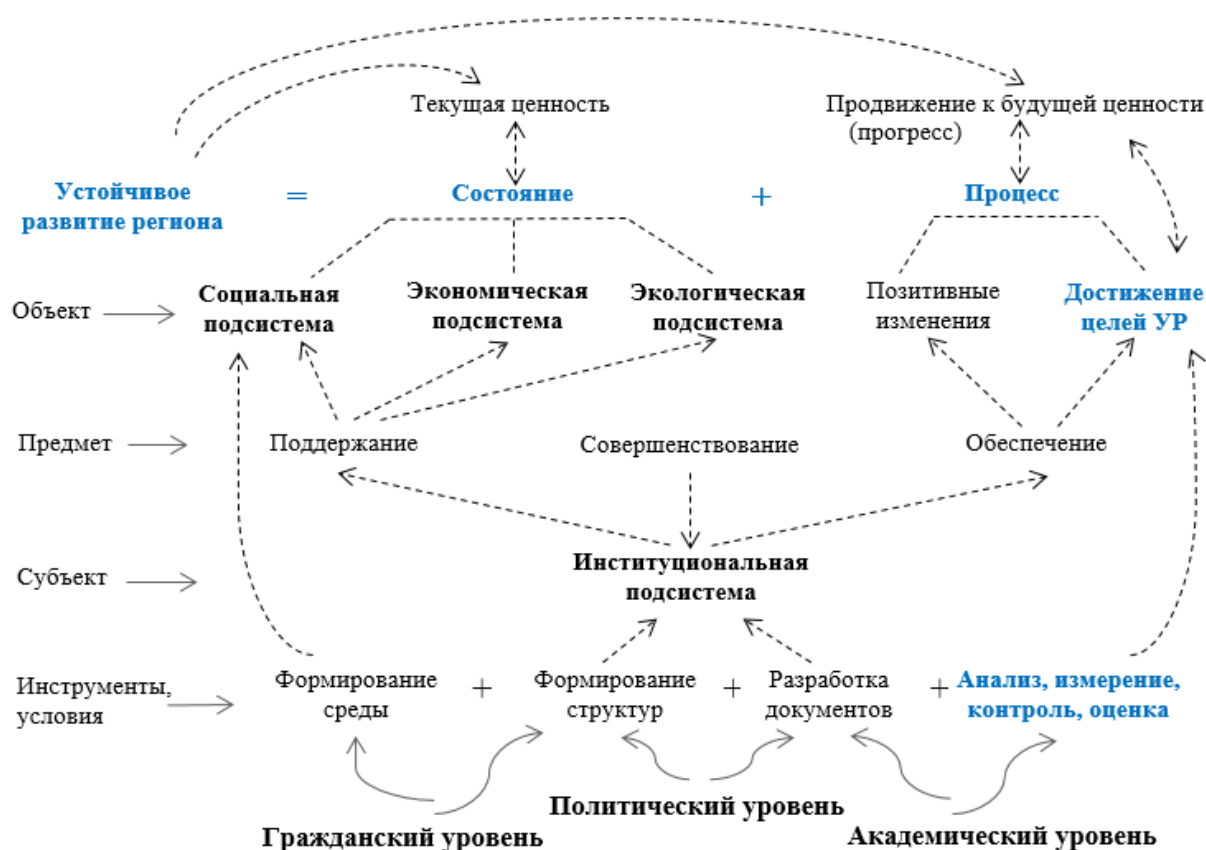 Текущая ценность
Продвижение к будущей ценности
(прогресс)
Устойчивое
развитие региона
=
Состояние
+
Процесс
Объект
Социальная
подсистема
Экономическая
подсистема
Экологическая
подсистема
Позитивные
изменения
Достижение
целей УР
Предмет
Поддержание
Совершенствование
Обеспечение
Субъект
Институциональная
подсистема
Инструменты,
условия
Формирование
среды
+
Формирование
структур
+
Разработка
документов
+
Анализ, измерение,
контроль, оценка
Политический уровень
Гражданский уровень
Академический уровень